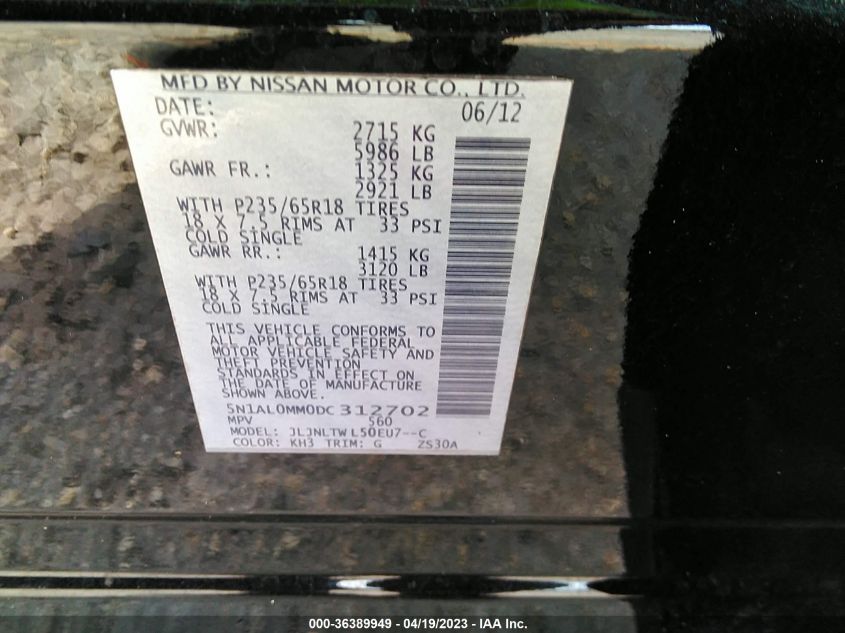 MFD BY NISSAN MOTOR CO., LTD.
DATE: 06/12
GVWR: 2715 KG
5986 LB
GAWR FR.: 1325 KG
2921 LB
WITH P235/65R18 TIRES
18 X 7.5 RIMS AT 33 PSI
COLD SINGLE
GAWR RR.: 1415 KG
3120 LB
WITH P235/65R18 TIRES
18 X 7.5 RIMS AT 33 PSI
COLD SINGLE
THIS VEHICLE CONFORMS TO
ALL APPLICABLE FEDERAL
MOTOR VEHICLE SAFETY AND
THEFT PREVENTION
STANDARDS IN EFFECT ON
THE DATE OF MANUFACTURE
SHOWN ABOVE.
5N1AL0MM0DC312702
MPV 560
MODEL: JLJNLTWL50EU7--C
COLOR: KH3 TRIM: G ZS30A
000-36389949 - 04/19/2023 - IAA Inc.